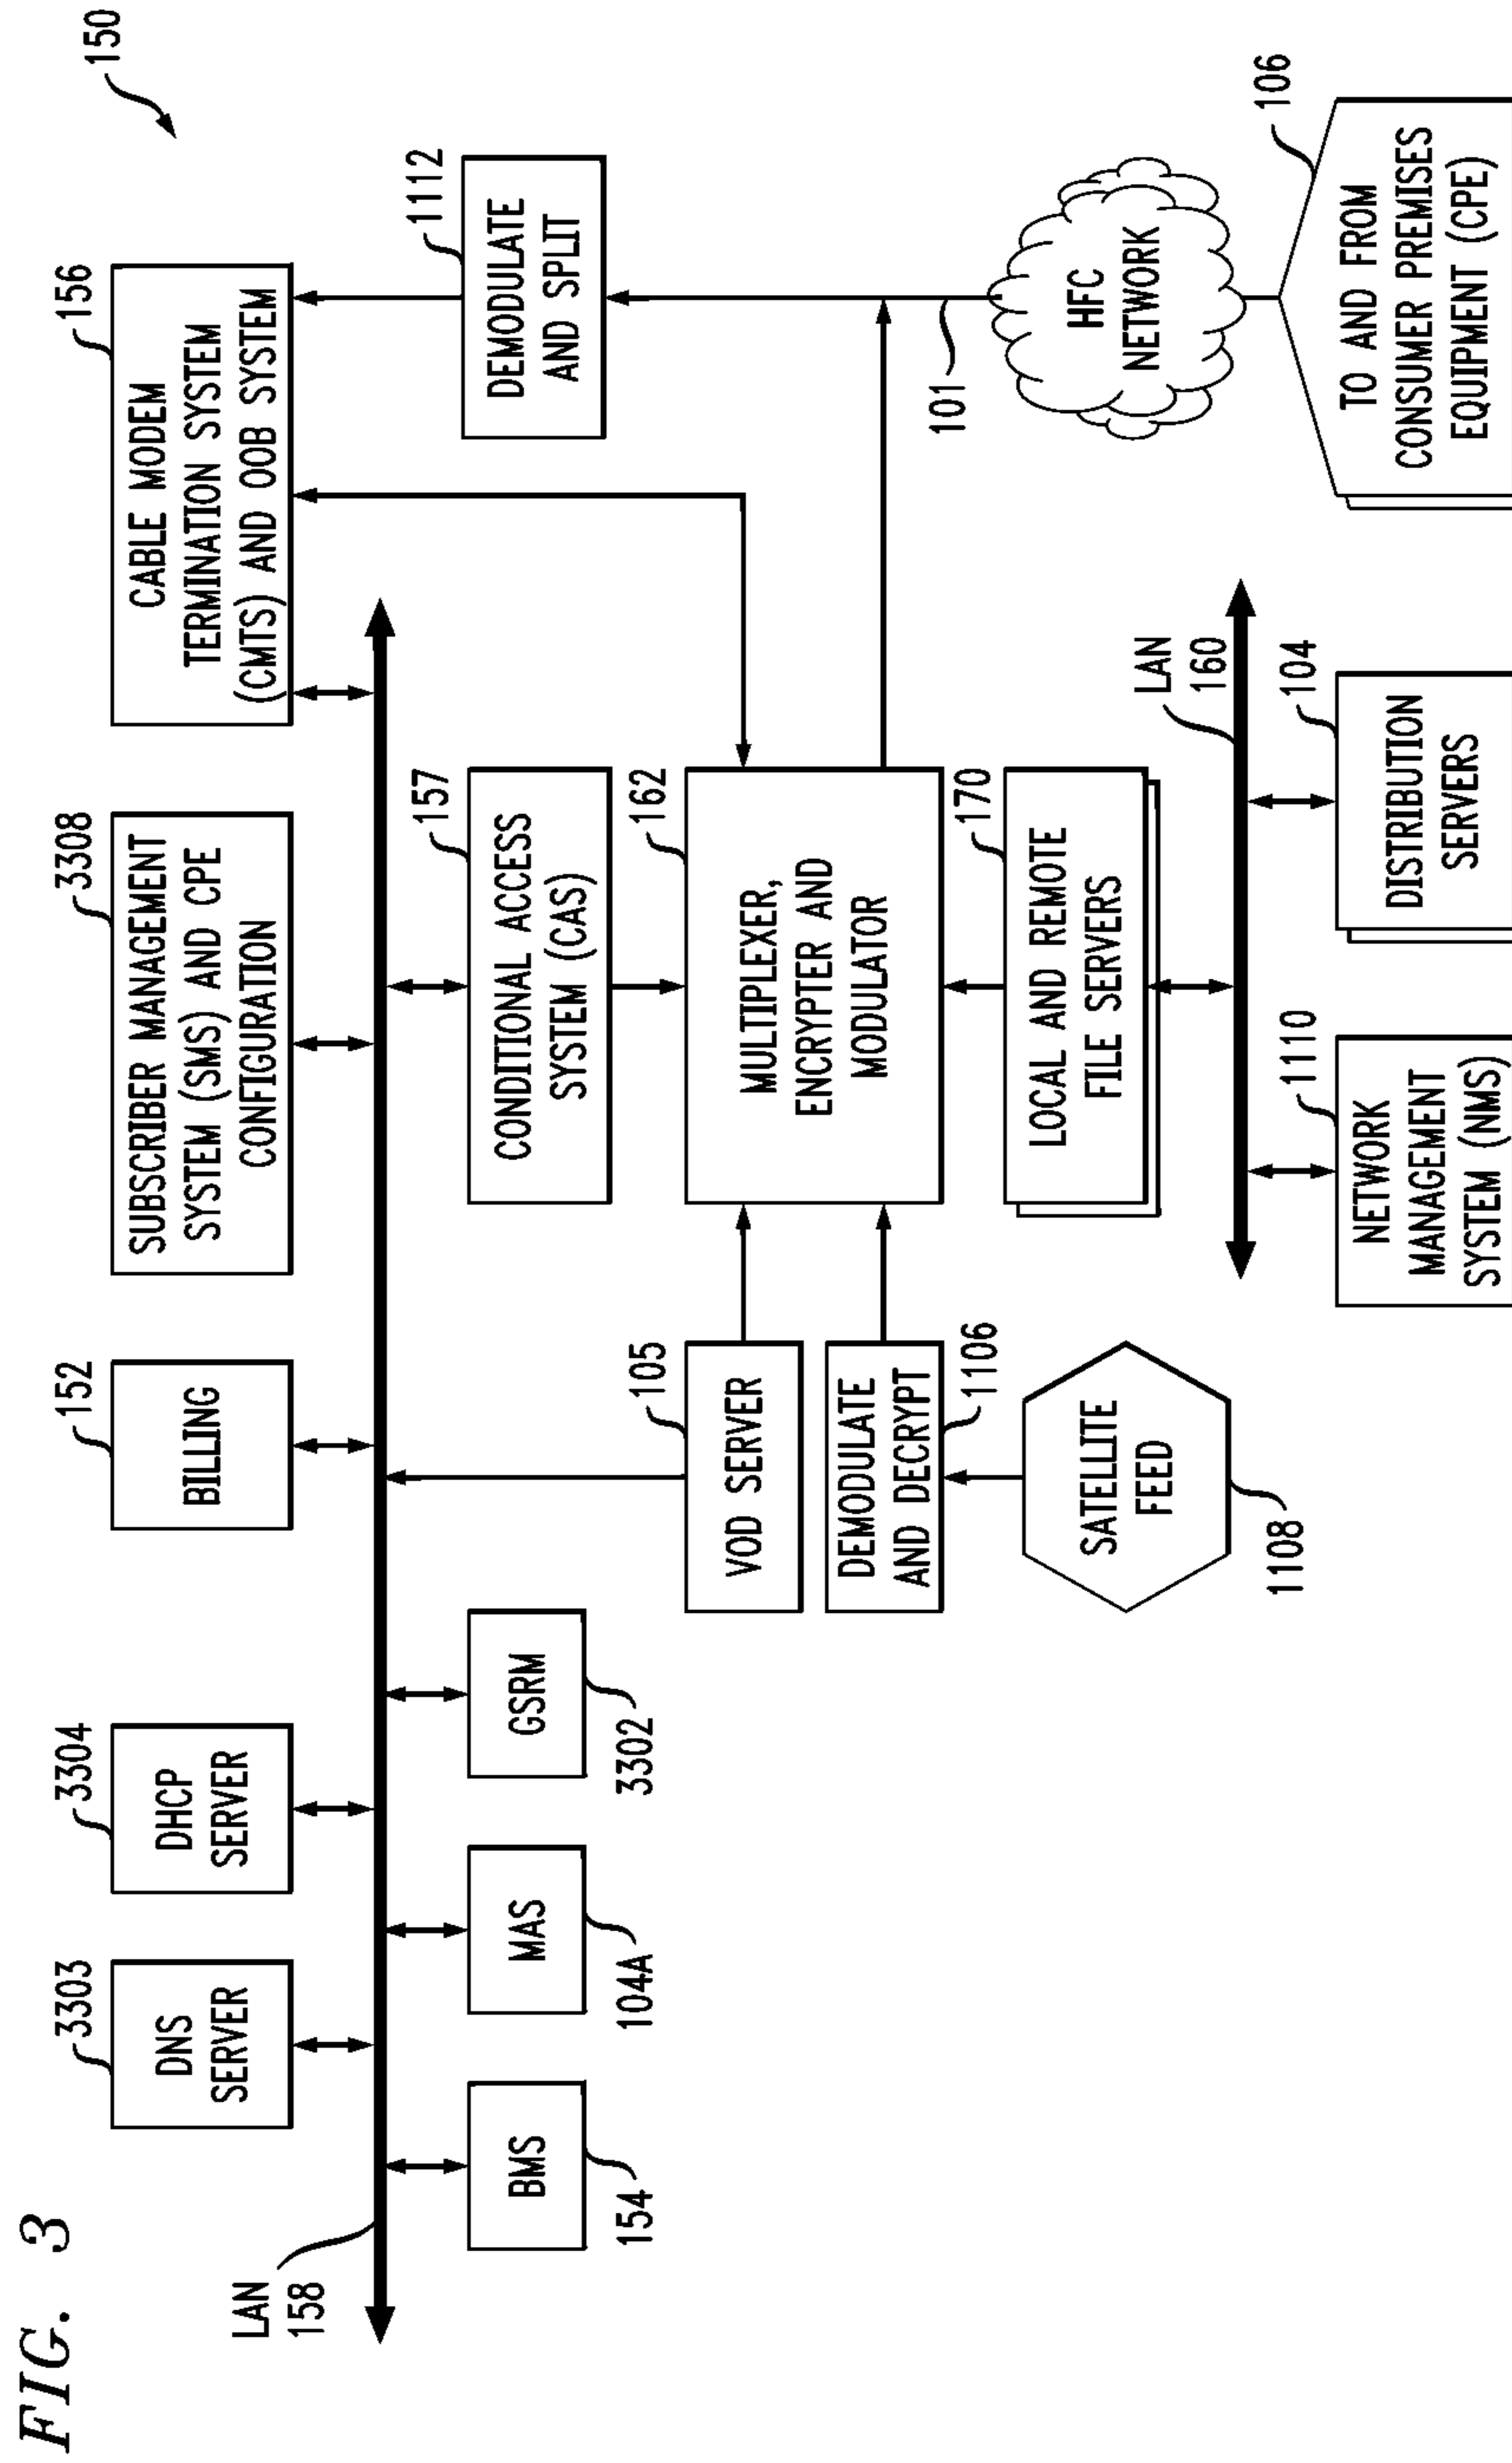 FIG. 3
150
3303
DNS
SERVER
3304
DHCP
SERVER
152
BILLING
3308
SUBSCRIBER MANAGEMENT
SYSTEM (SMS) AND CPE
CONFIGURATION
156
CABLE MODEM
TERMINATION SYSTEM
(CMTS) AND OOB SYSTEM
LAN
158
BMS
154
MAS
104A
GSRM
3302
157
CONDITIONAL ACCESS
SYSTEM (CAS)
1112
DEMODULATE
AND SPLIT
105
VOD SERVER
162
MULTIPLEXER,
ENCRYPTER AND
MODULATOR
DEMODULATE
AND DECRYPT
1106
101
SATELLITE
FEED
1108
170
LOCAL AND REMOTE
FILE SERVERS
HFC
NETWORK
LAN
160
1110
NETWORK
MANAGEMENT
SYSTEM (NMS)
104
DISTRIBUTION
SERVERS
106
TO AND FROM
CONSUMER PREMISES
EQUIPMENT (CPE)